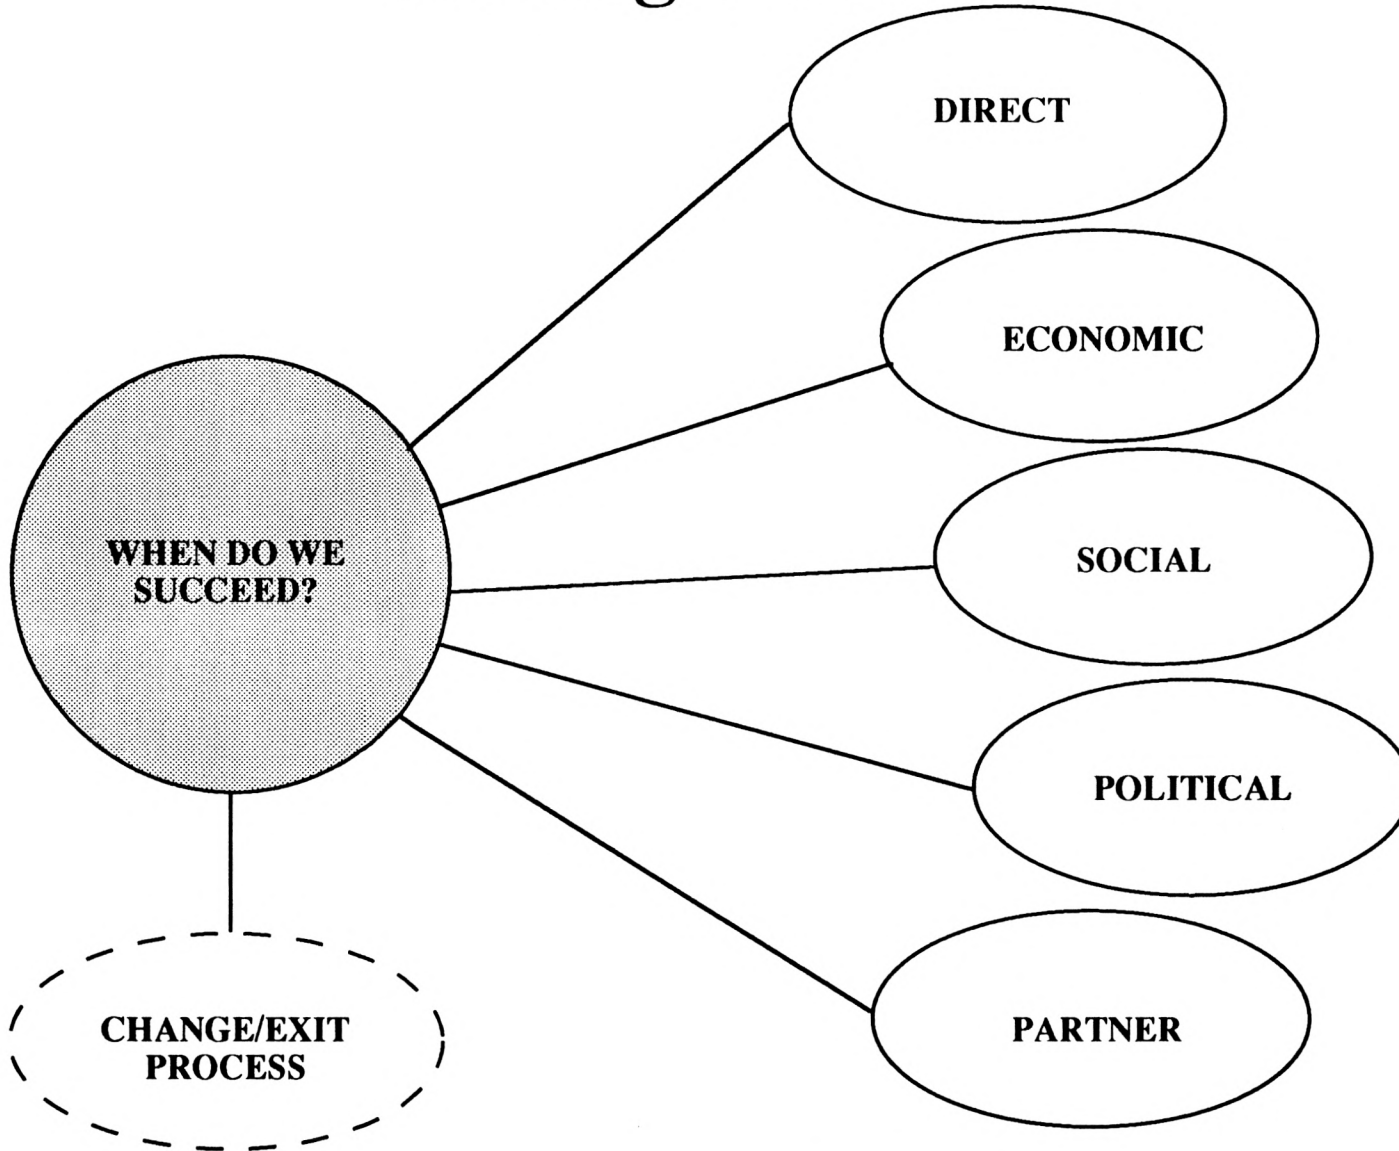 DIRECT
ECONOMIC
WHEN DO WE
SUCCEED?
SOCIAL
POLITICAL
CHANGE/EXIT
PROCESS
PARTNER